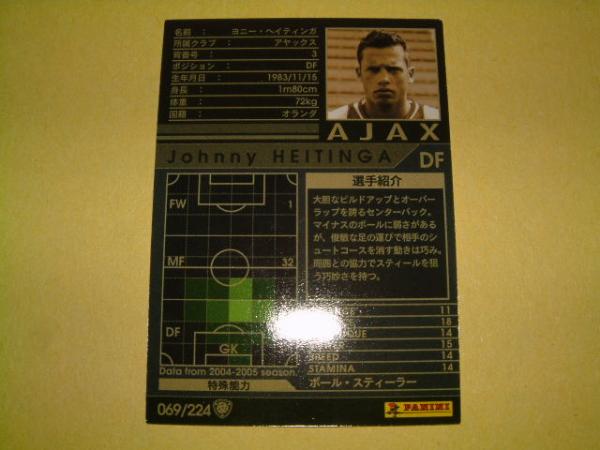 名前 : ヨニー・ヘイティンガ
所属クラブ : アヤックス
背番号 : 3
ポジション : DF
生年月日 : 1983/11/15
身長 : 1m80cm
体重 : 72kg
国籍 : オランダ
AJAX
Johnny HEITINGA
DF
選手紹介
大胆なビルドアップとオーバー
ラップを誇るセンターバック。
マイナスのボールに弱さがある
が、俊敏な足の運びで相手のシ
ュートコースを消す動きは巧み。
周囲との協力でスティールを狙
う巧妙さを持つ。
FW 1
MF 32
DF
GK
11
18
14
15
SPEED 14
STAMINA 14
Data from 2004-2005 season.
特殊能力
ボール・スティーラー
069/224
PANINI